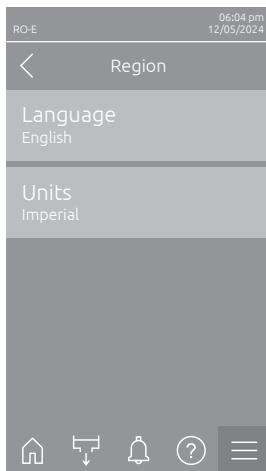 06:04 pm
RO-E
12/05/2024
Region
Language
English
Units
Imperial
?